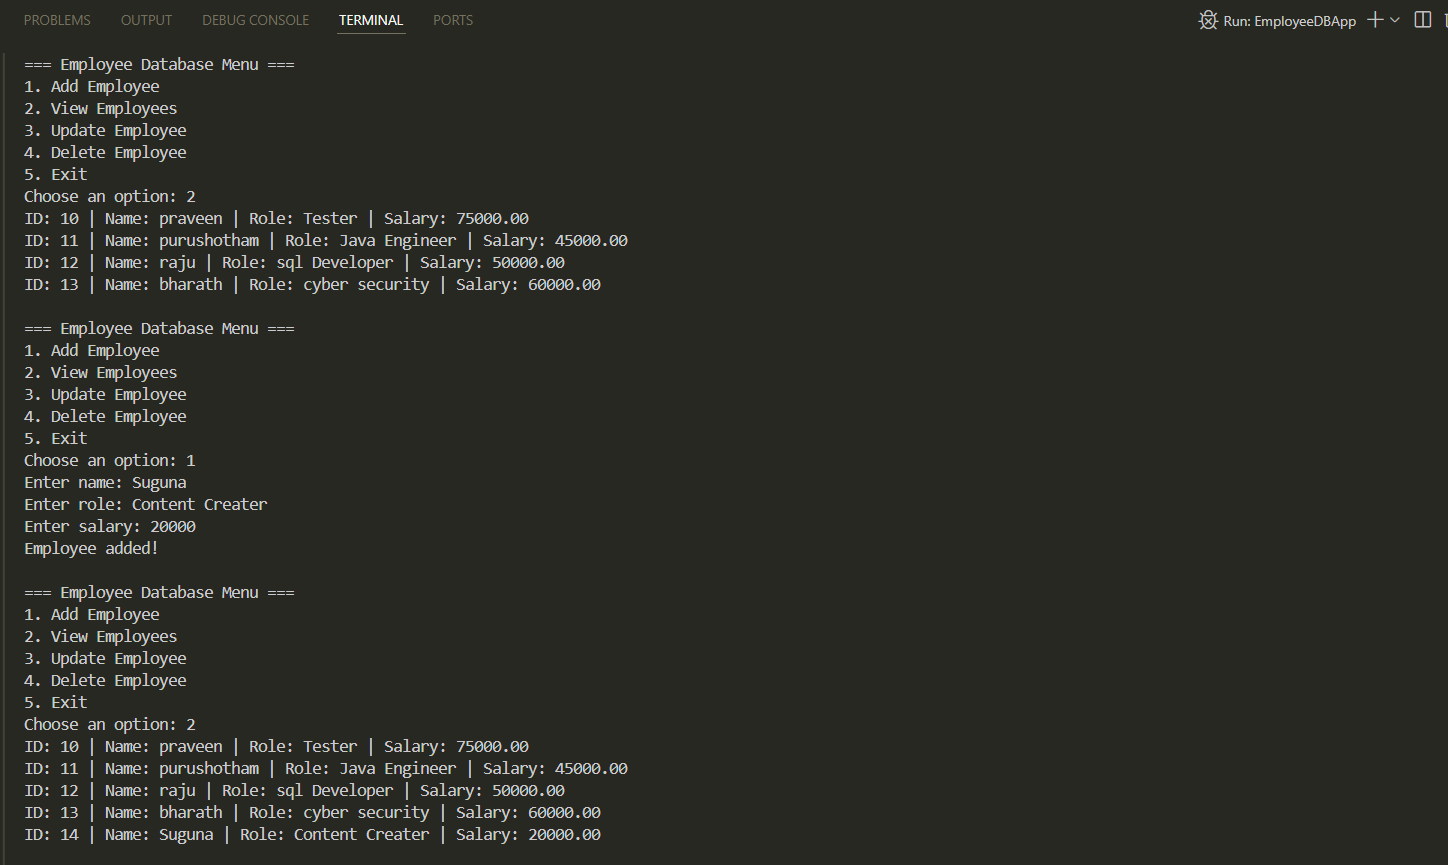 PROBLEMS OUTPUT DEBUG CONSOLE TERMINAL PORTS Run: EmployeeDBApp
=== Employee Database Menu ===
1. Add Employee
2. View Employees
3. Update Employee
4. Delete Employee
5. Exit
Choose an option: 2
ID: 10 | Name: praveen | Role: Tester | Salary: 75000.00
ID: 11 | Name: purushotham | Role: Java Engineer | Salary: 45000.00
ID: 12 | Name: raju | Role: sql Developer | Salary: 50000.00
ID: 13 | Name: bharath | Role: cyber security | Salary: 60000.00
=== Employee Database Menu ===
1. Add Employee
2. View Employees
3. Update Employee
4. Delete Employee
5. Exit
Choose an option: 1
Enter name: Suguna
Enter role: Content Creater
Enter salary: 20000
Employee added!
=== Employee Database Menu ===
1. Add Employee
2. View Employees
3. Update Employee
4. Delete Employee
5. Exit
Choose an option: 2
ID: 10 | Name: praveen | Role: Tester | Salary: 75000.00
ID: 11 | Name: purushotham | Role: Java Engineer | Salary: 45000.00
ID: 12 | Name: raju | Role: sql Developer | Salary: 50000.00
ID: 13 | Name: bharath | Role: cyber security | Salary: 60000.00
ID: 14 | Name: Suguna | Role: Content Creater | Salary: 20000.00